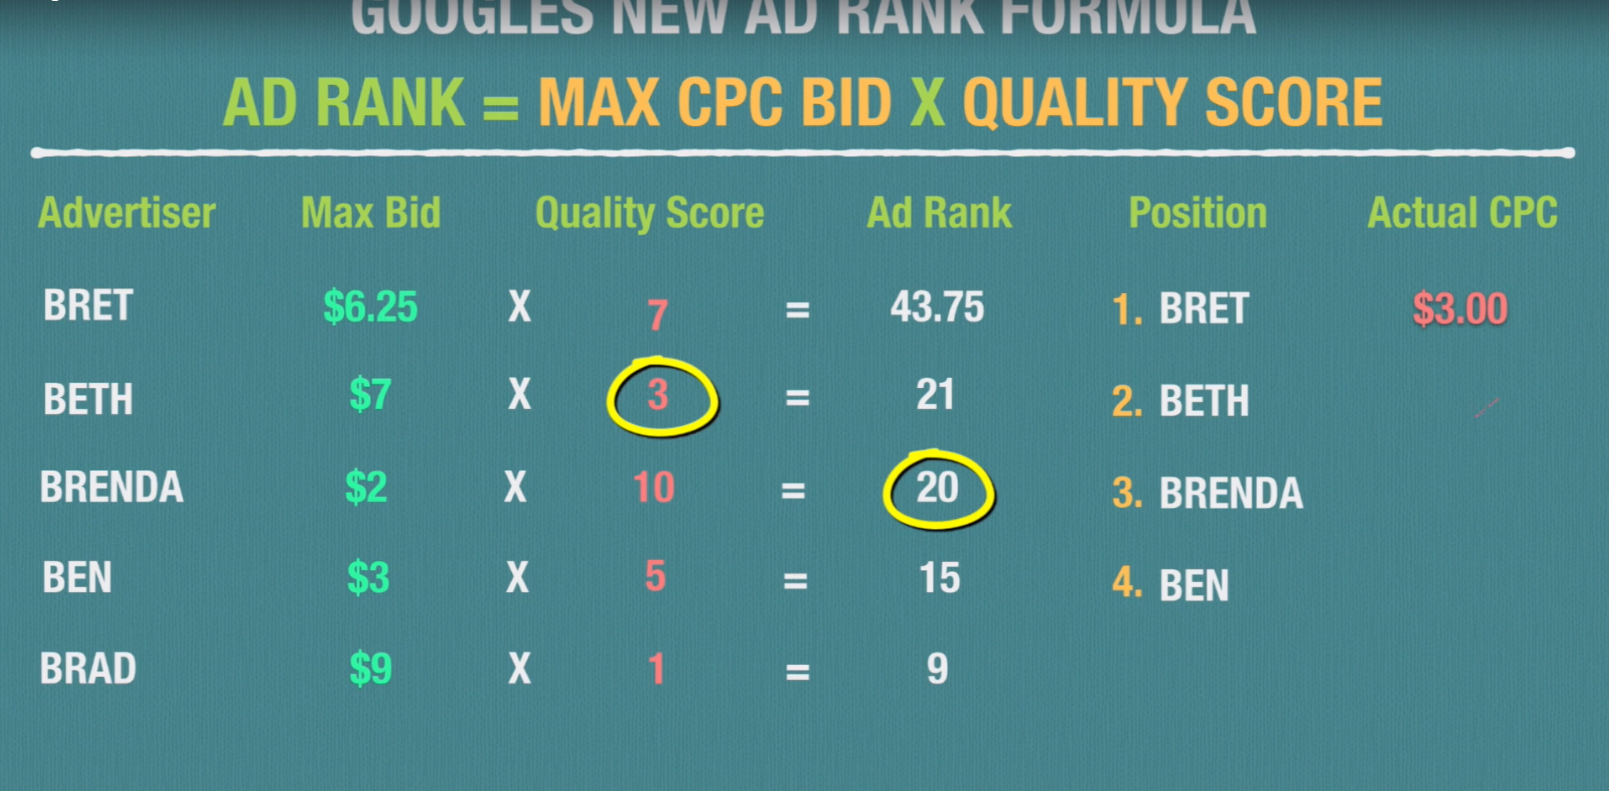 GOOGLES NEW AD RANK FORMULA
AD RANK = MAX CPC BID X QUALITY SCORE
Advertiser Max Bid Quality Score Ad Rank Position Actual CPC
BRET $6.25 X 7 = 43.75 1. BRET $3.00
BETH $7 X 3 = 21 2. BETH
BRENDA $2 X 10 = 20 3. BRENDA
BEN $3 X 5 = 15 4. BEN
BRAD $9 X 1 = 9